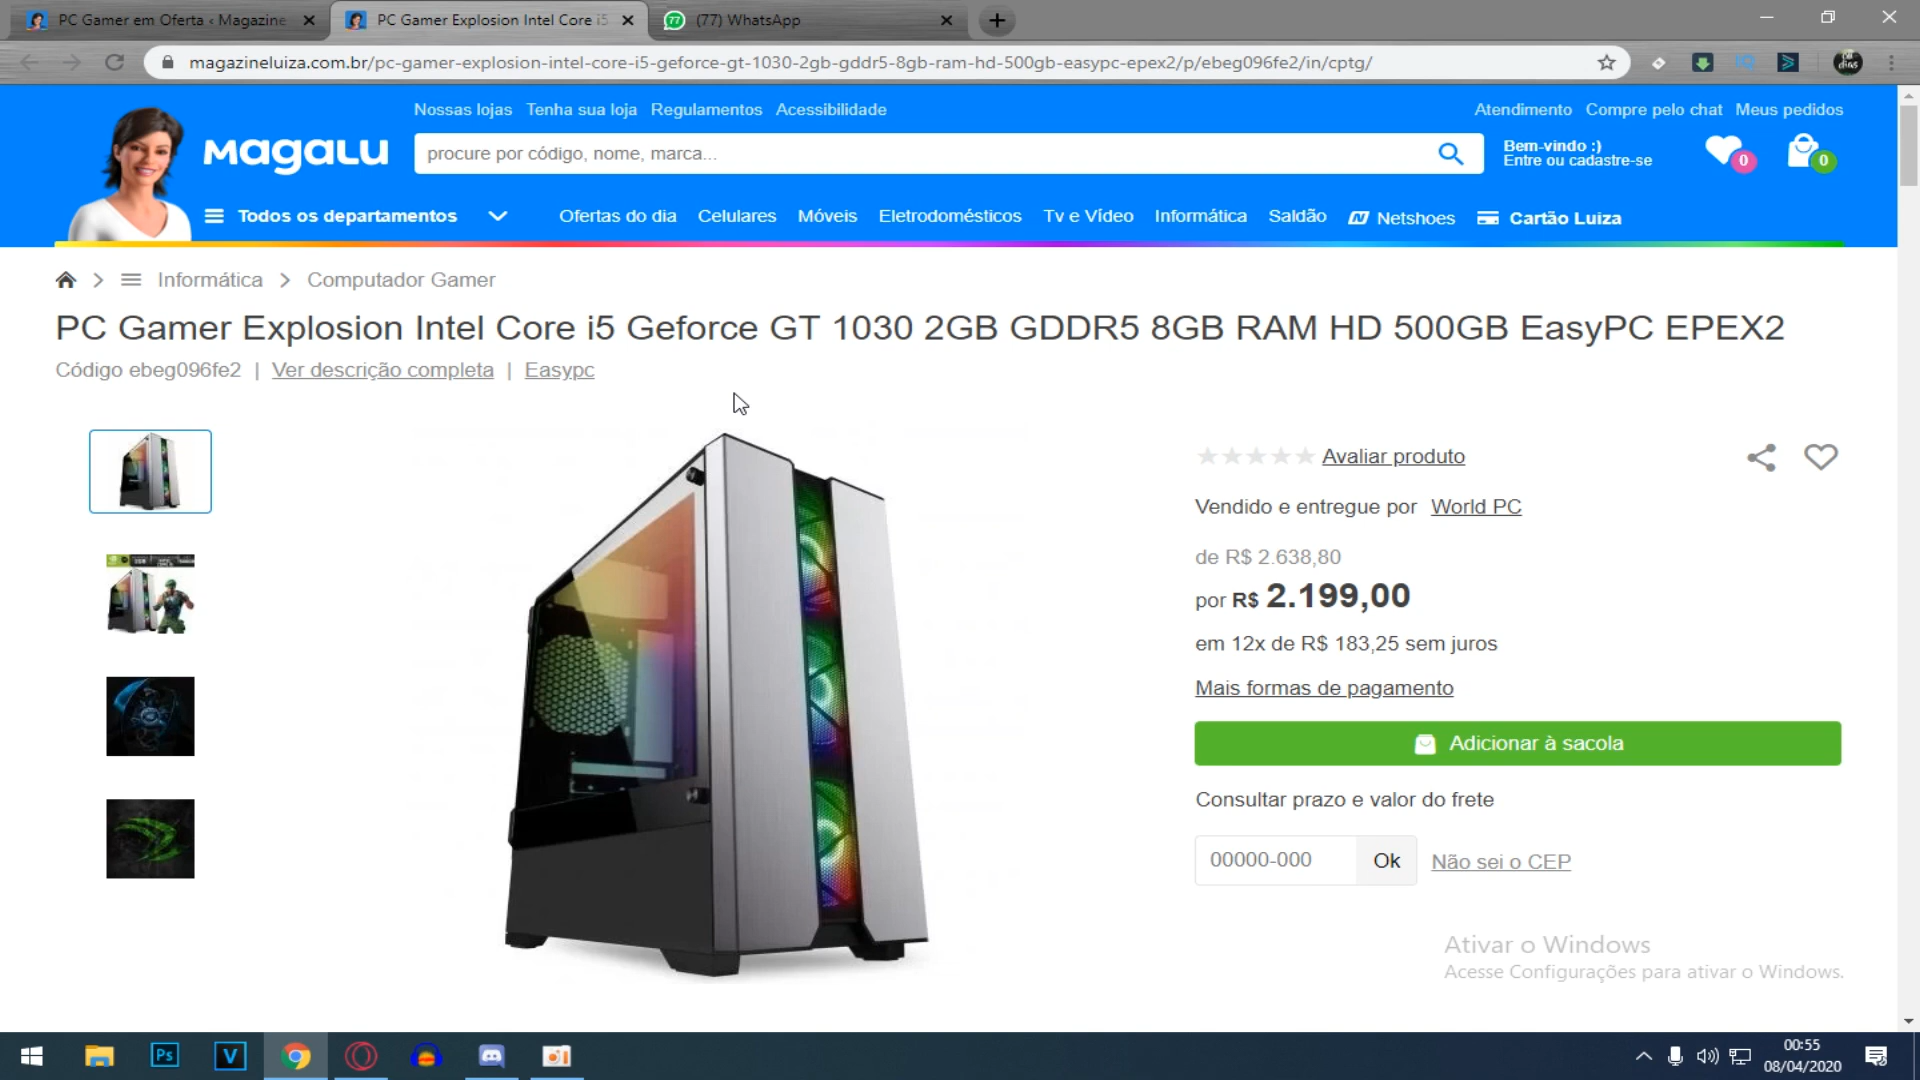 PC Gamer em Oferta ‹ Magazine
PC Gamer Explosion Intel Core i5
77
(77) WhatsApp
magazineluiza.com.br/pc-gamer-explosion-intel-core-i5-geforce-gt-1030-2gb-gddr5-8gb-ram-hd-500gb-easypc-epex2/p/ebeg096fe2/in/cptg/
Nossas lojas Tenha sua loja Regulamentos Acessibilidade
Atendimento Compre pelo chat Meus pedidos
Magalu
procure por código, nome, marca...
Bem-vindo :)
Entre ou cadastre-se
0
0
Todos os departamentos
Ofertas do dia Celulares Móveis Eletrodomésticos Tv e Vídeo Informática Saldão Netshoes Cartão Luiza
Informática Computador Gamer
PC Gamer Explosion Intel Core i5 Geforce GT 1030 2GB GDDR5 8GB RAM HD 500GB EasyPC EPEX2
Código ebeg096fe2 | Ver descrição completa | Easypc
Avaliar produto
Vendido e entregue por World PC
de R$ 2.638,80
por R$ 2.199,00
em 12x de R$ 183,25 sem juros
Mais formas de pagamento
Adicionar à sacola
Consultar prazo e valor do frete
00000-000 Ok Não sei o CEP
Ativar o Windows
Acesse Configurações para ativar o Windows.
Ps
V
00:55
08/04/2020